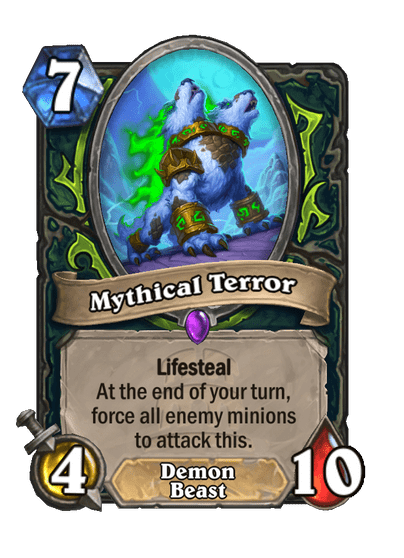 7
Mythical Terror
Lifesteal
At the end of your turn,
force all enemy minions
to attack this.
4
Demon
Beast
10